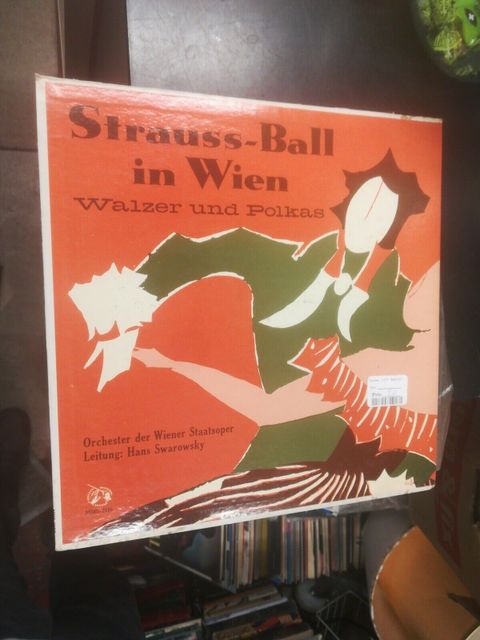 Strauss-Ball
in Wien
Walzer und Polkas
Orchester der Wiener Staatsoper
Leitung: Hans Swarowsky